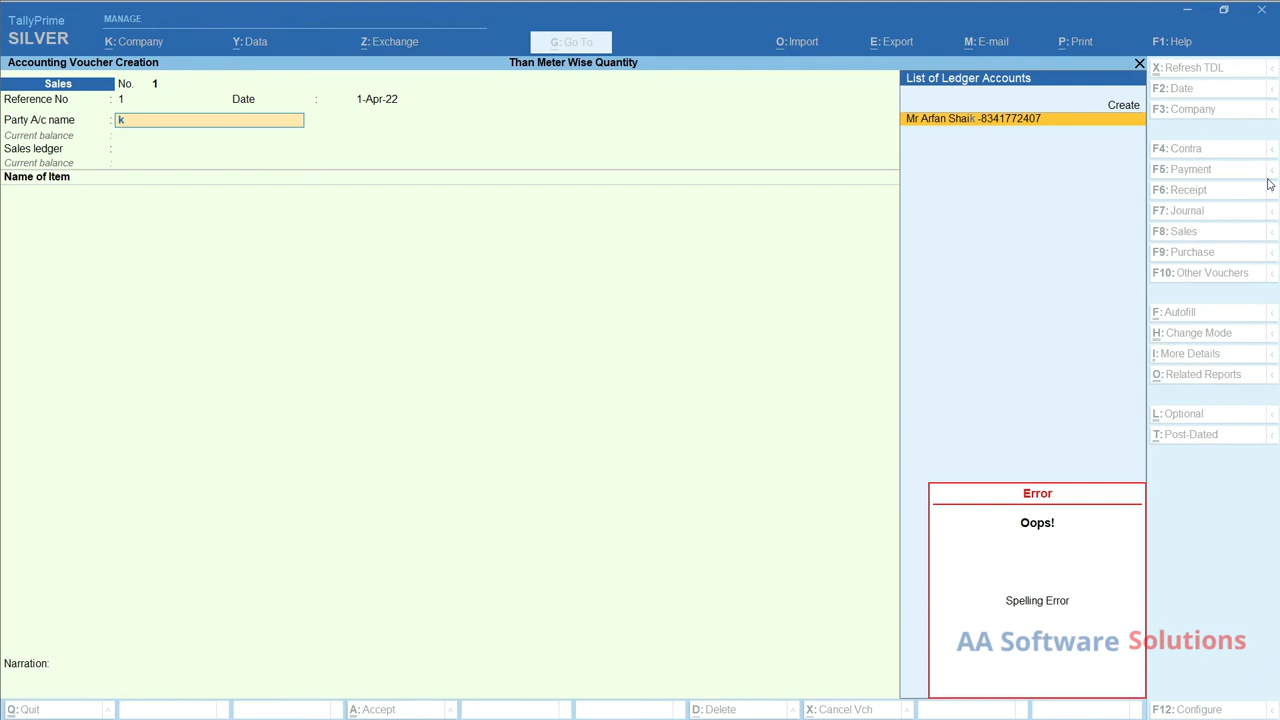 TallyPrime
SILVER
MANAGE
K: Company
Y: Data
Z: Exchange
G: Go To
O: Import
E: Export
M: E-mail
P: Print
F1: Help
Accounting Voucher Creation
Than Meter Wise Quantity
Sales No. 1
Reference No : 1 Date : 1-Apr-22
Party A/c name : k
Current balance :
Sales ledger :
Current balance :
Name of Item
Narration:
List of Ledger Accounts
Create
Mr Arfan Shaik -8341772407
Error
Oops!
Spelling Error
AA Software Solutions
X: Refresh TDL
F2: Date
F3: Company
F4: Contra
F5: Payment
F6: Receipt
F7: Journal
F8: Sales
F9: Purchase
F10: Other Vouchers
F: Autofill
H: Change Mode
I: More Details
O: Related Reports
L: Optional
T: Post-Dated
Q: Quit
A: Accept
D: Delete
X: Cancel Vch
F12: Configure